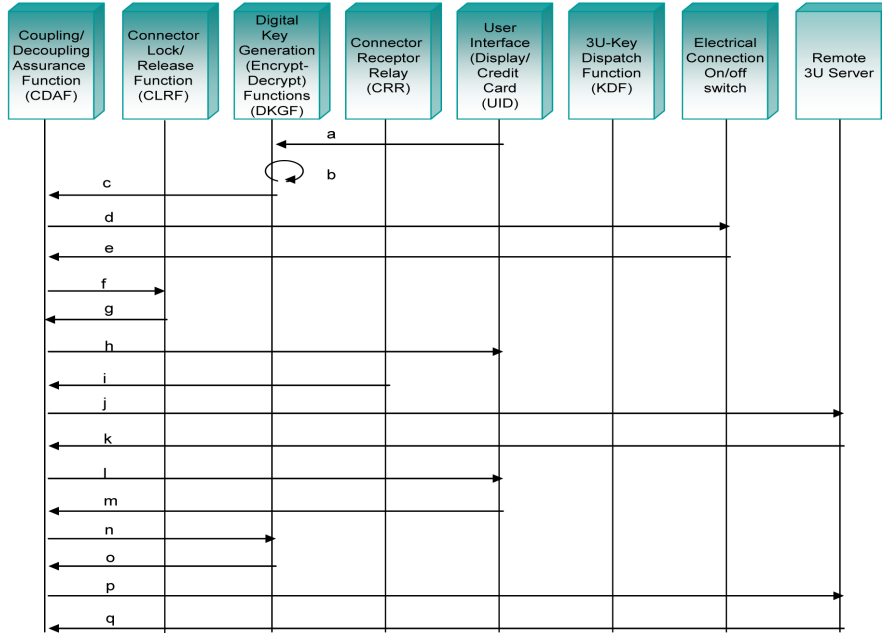 Coupling/
Decoupling
Assurance
Function
(CDAF)
Connector
Lock/
Release
Function
(CLRF)
Digital
Key
Generation
(Encrypt-
Decrypt)
Functions
(DKGF)
Connector
Receptor
Relay
(CRR)
User
Interface
(Display/
Credit
Card
(UID)
3U-Key
Dispatch
Function
(KDF)
Electrical
Connection
On/off
switch
Remote
3U Server
a
b
c
d
e
f
g
h
i
j
k
l
m
n
o
p
q